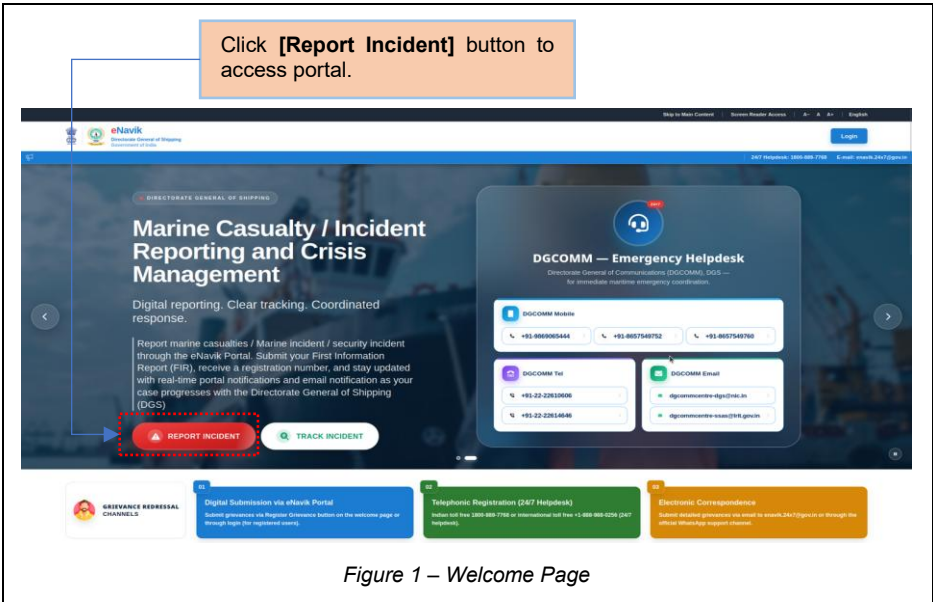 Click [Report Incident] button to
access portal.
Skip to Main Content
Screen Reader Access
A- A A+
English
eNavik
Directorate General of Shipping
Government of India
Login
24/7 Helpdesk: 1800-889-7768 E-mail: enavik.24x7@gov.in
DIRECTORATE GENERAL OF SHIPPING
Marine Casualty / Incident
Reporting and Crisis
Management
Digital reporting. Clear tracking. Coordinated
response.
Report marine casualties / Marine incident / security incident
through the eNavik Portal. Submit your First Information
Report (FIR), receive a registration number, and stay updated
with real-time portal notifications and email notification as your
case progresses with the Directorate General of Shipping
(DGS)
REPORT INCIDENT
TRACK INCIDENT
24/7
DGCOMM — Emergency Helpdesk
Directorate General of Communications (DGCOMM), DGS —
for immediate maritime emergency coordination.
DGCOMM Mobile
+91-9869065444
+91-8657549752
+91-8657549760
DGCOMM Tel
+91-22-22610606
+91-22-22614646
DGCOMM Email
dgcommcentre-dgs@nic.in
dgcommcentre-ssas@lrit.gov.in
GRIEVANCE REDRESSAL
CHANNELS
01
Digital Submission via eNavik Portal
Submit grievances via Register Grievance button on the welcome page or
through login (for registered users).
02
Telephonic Registration (24/7 Helpdesk)
Indian toll free 1800-889-7768 or international toll free (24/7
helpdesk).
03
Electronic Correspondence
Submit detailed grievances via email to enavik.24x7@gov.in or through the
official WhatsApp support channel.
Figure 1 – Welcome Page